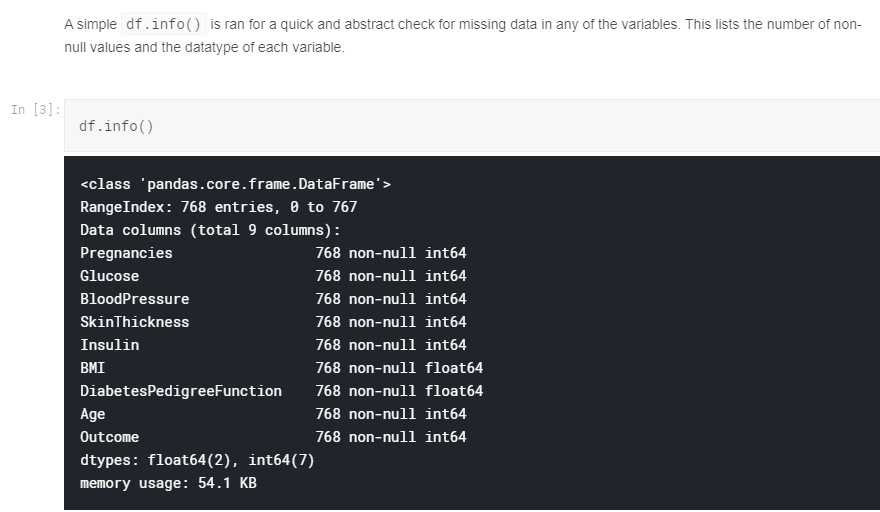 A simple df.info() is ran for a quick and abstract check for missing data in any of the variables. This lists the number of non-
null values and the datatype of each variable.
In [3]:
df.info()
<class 'pandas.core.frame.DataFrame'>
RangeIndex: 768 entries, 0 to 767
Data columns (total 9 columns):
Pregnancies                 768 non-null int64
Glucose                     768 non-null int64
BloodPressure               768 non-null int64
SkinThickness               768 non-null int64
Insulin                     768 non-null int64
BMI                         768 non-null float64
DiabetesPedigreeFunction    768 non-null float64
Age                         768 non-null int64
Outcome                     768 non-null int64
dtypes: float64(2), int64(7)
memory usage: 54.1 KB